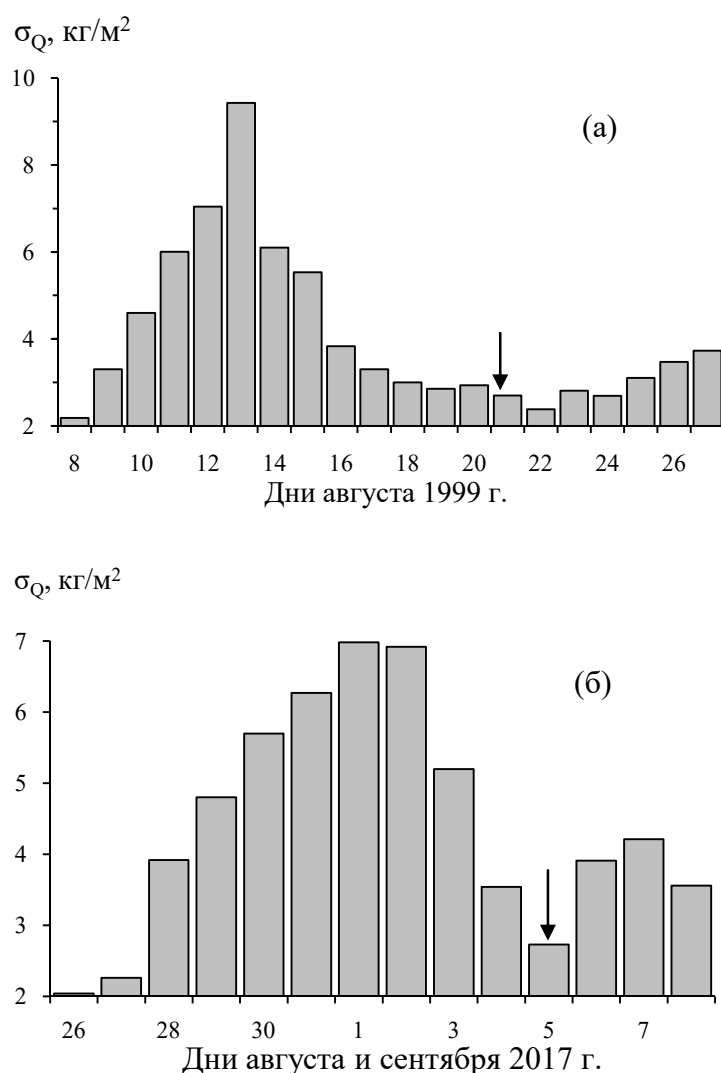 σQ, кг/м²
10
(а)
8
6
4
2
8 10 12 14 16 18 20 22 24 26
Дни августа 1999 г.
σQ, кг/м²
7
(б)
6
5
4
3
2
26 28 30 1 3 5 7
Дни августа и сентября 2017 г.